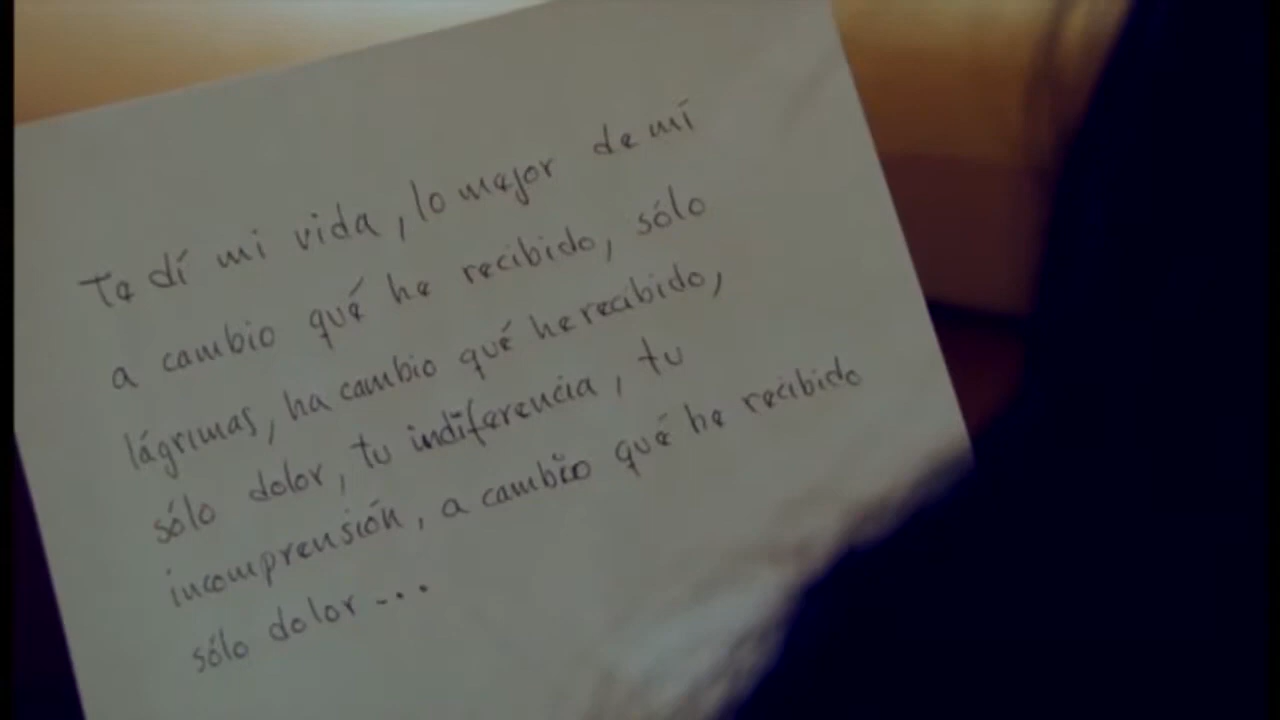 Te dí mi vida, lo mejor de mí
a cambio qué he recibido, sólo
lágrimas, ha cambio qué he recibido,
sólo dolor, tu indiferencia, tu
incomprensión, a cambio qué he recibido
sólo dolor...